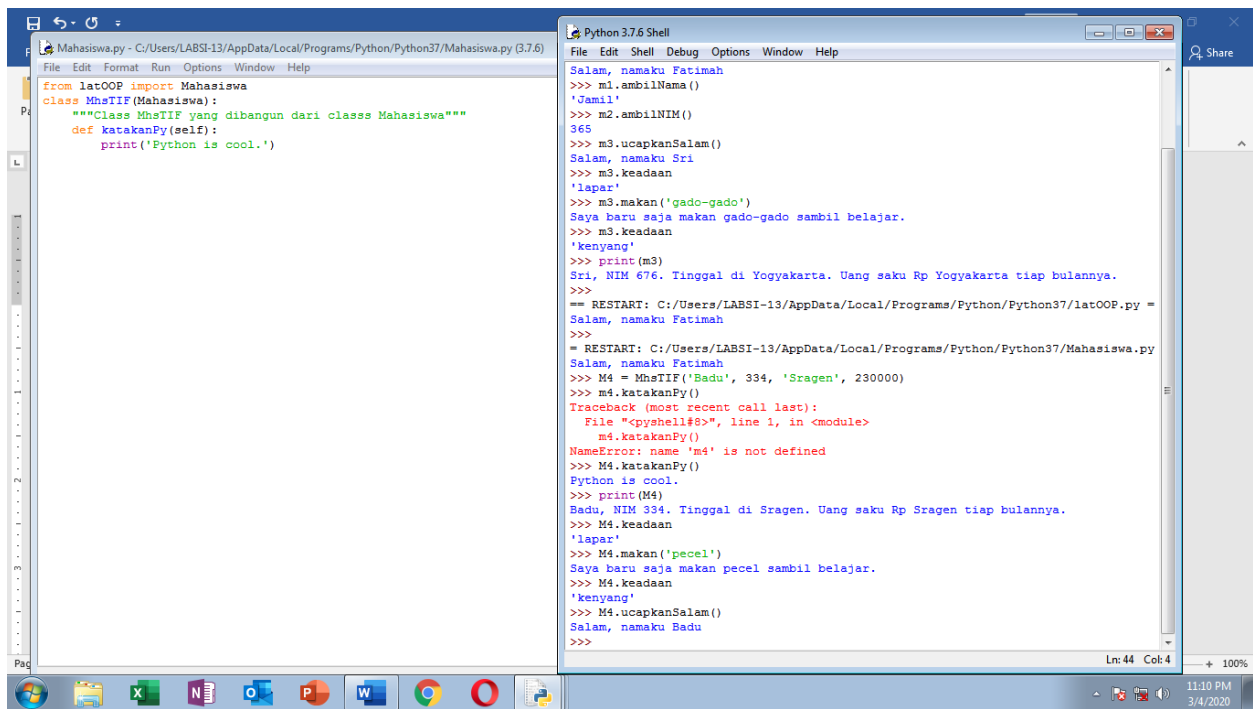 Mahasiswa.py - C:/Users/LABSI-13/AppData/Local/Programs/Python/Python37/Mahasiswa.py (3.7.6)
File Edit Format Run Options Window Help
from latOOP import Mahasiswa
class MhsTIF(Mahasiswa):
    """Class MhsTIF yang dibangun dari classs Mahasiswa"""
    def katakanPy(self):
        print('Python is cool.')
Python 3.7.6 Shell
File Edit Shell Debug Options Window Help
Salam, namaku Fatimah
>>> m1.ambilNama()
'Jamil'
>>> m2.ambilNIM()
365
>>> m3.ucapkanSalam()
Salam, namaku Sri
>>> m3.keadaan
'lapar'
>>> m3.makan('gado-gado')
Saya baru saja makan gado-gado sambil belajar.
>>> m3.keadaan
'kenyang'
>>> print(m3)
Sri, NIM 676. Tinggal di Yogyakarta. Uang saku Rp Yogyakarta tiap bulannya.
>>>
== RESTART: C:/Users/LABSI-13/AppData/Local/Programs/Python/Python37/latOOP.py =
Salam, namaku Fatimah
>>>
= RESTART: C:/Users/LABSI-13/AppData/Local/Programs/Python/Python37/Mahasiswa.py
Salam, namaku Fatimah
>>> M4 = MhsTIF('Badu', 334, 'Sragen', 230000)
>>> m4.katakanPy()
Traceback (most recent call last):
  File "<pyshell#8>", line 1, in <module>
    m4.katakanPy()
NameError: name 'm4' is not defined
>>> M4.katakanPy()
Python is cool.
>>> print(M4)
Badu, NIM 334. Tinggal di Sragen. Uang saku Rp Sragen tiap bulannya.
>>> M4.keadaan
'lapar'
>>> M4.makan('pecel')
Saya baru saja makan pecel sambil belajar.
>>> M4.keadaan
'kenyang'
>>> M4.ucapkanSalam()
Salam, namaku Badu
>>>
Ln: 44 Col: 4
Share
100%
11:10 PM
3/4/2020